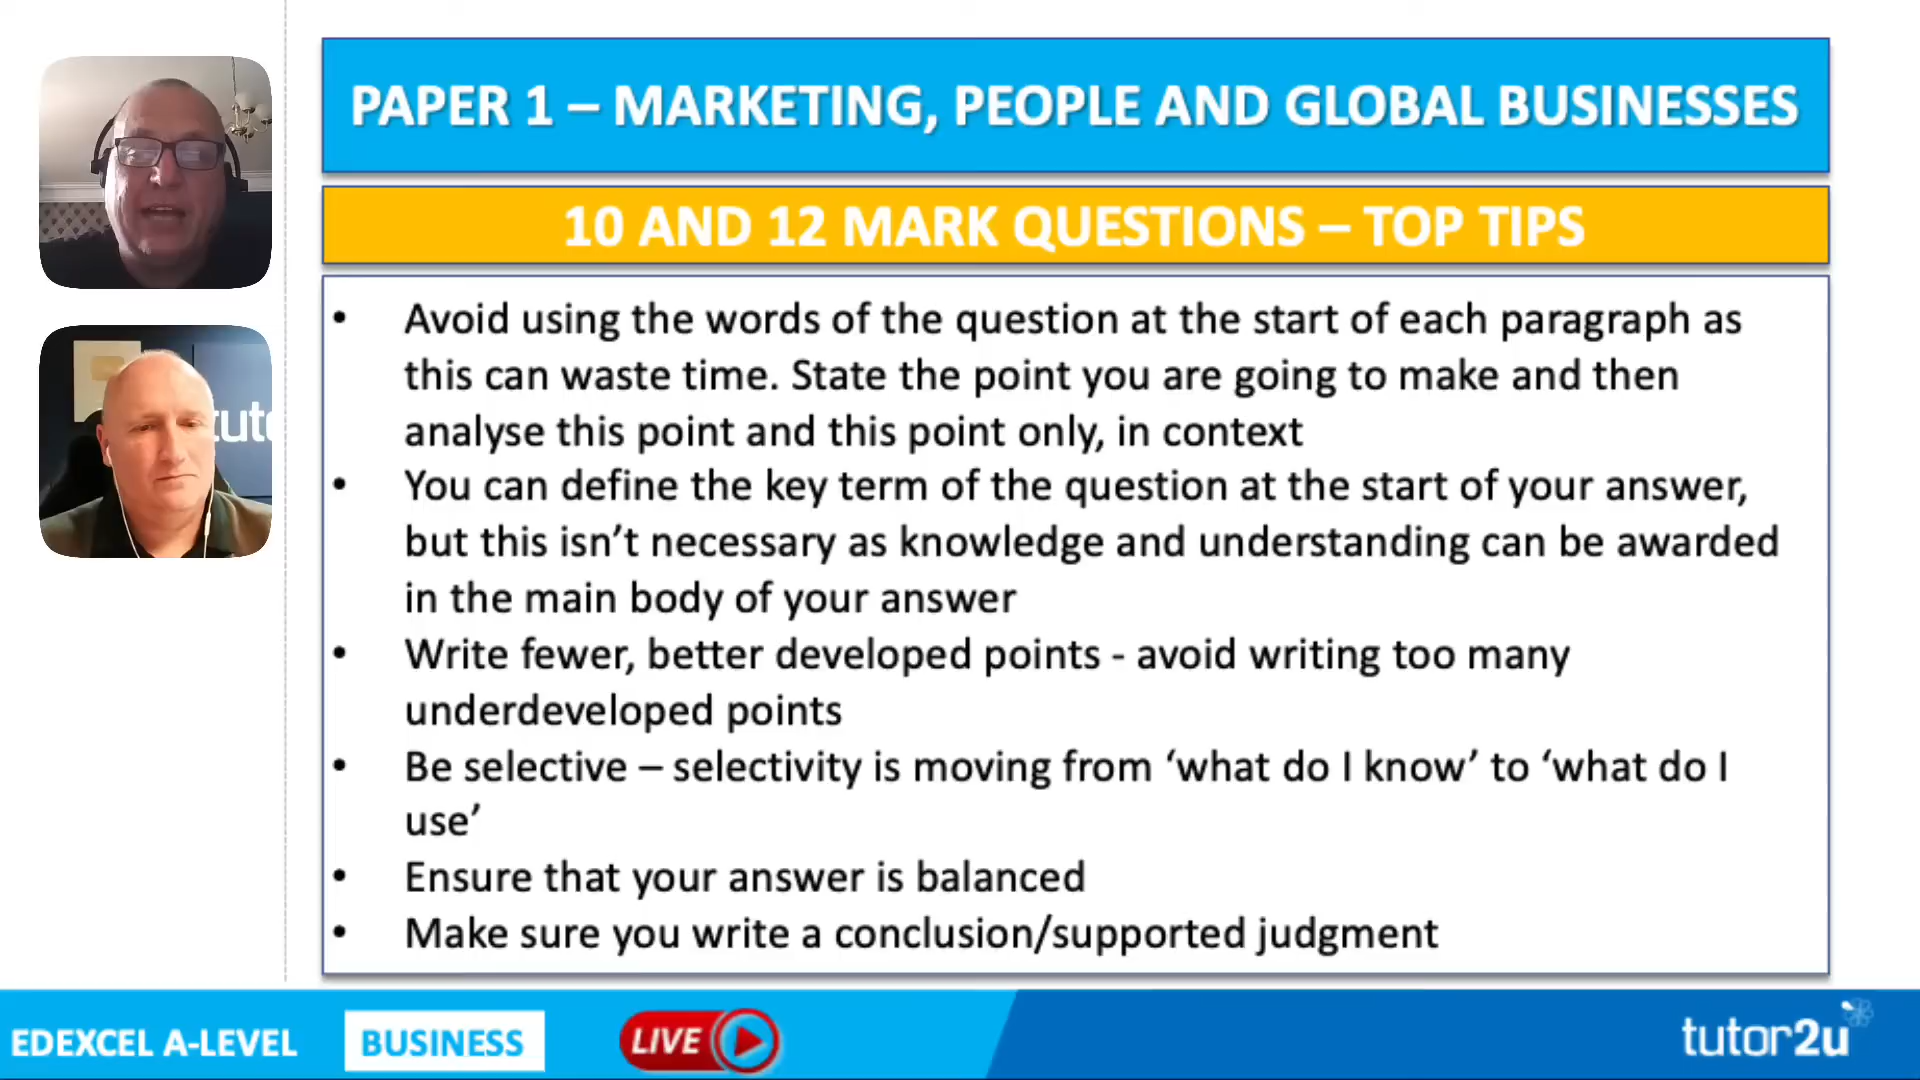 PAPER 1 – MARKETING, PEOPLE AND GLOBAL BUSINESSES
10 AND 12 MARK QUESTIONS – TOP TIPS
• Avoid using the words of the question at the start of each paragraph as
this can waste time. State the point you are going to make and then
analyse this point and this point only, in context
• You can define the key term of the question at the start of your answer,
but this isn’t necessary as knowledge and understanding can be awarded
in the main body of your answer
• Write fewer, better developed points - avoid writing too many
underdeveloped points
• Be selective – selectivity is moving from ‘what do I know’ to ‘what do I
use’
• Ensure that your answer is balanced
• Make sure you write a conclusion/supported judgment
tut
EDEXCEL A-LEVEL
BUSINESS
LIVE
tutor2u